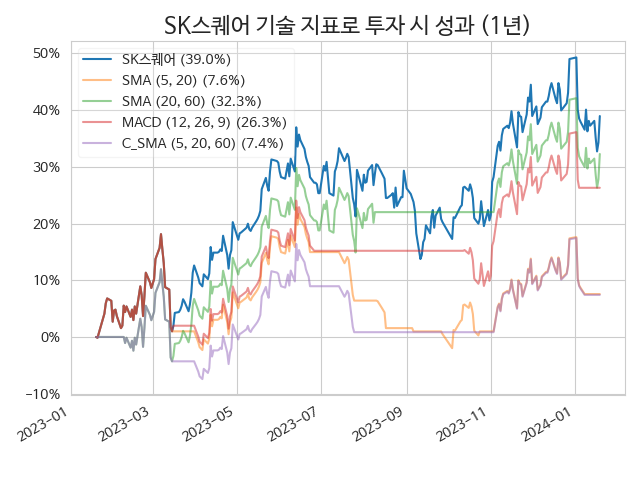 SK스퀘어 기술 지표로 투자 시 성과 (1년)
50%
40%
30%
20%
10%
0%
−10%
SK스퀘어 (39.0%)
SMA (5, 20) (7.6%)
SMA (20, 60) (32.3%)
MACD (12, 26, 9) (26.3%)
C_SMA (5, 20, 60) (7.4%)
2023-01
2023-03
2023-05
2023-07
2023-09
2023-11
2024-01